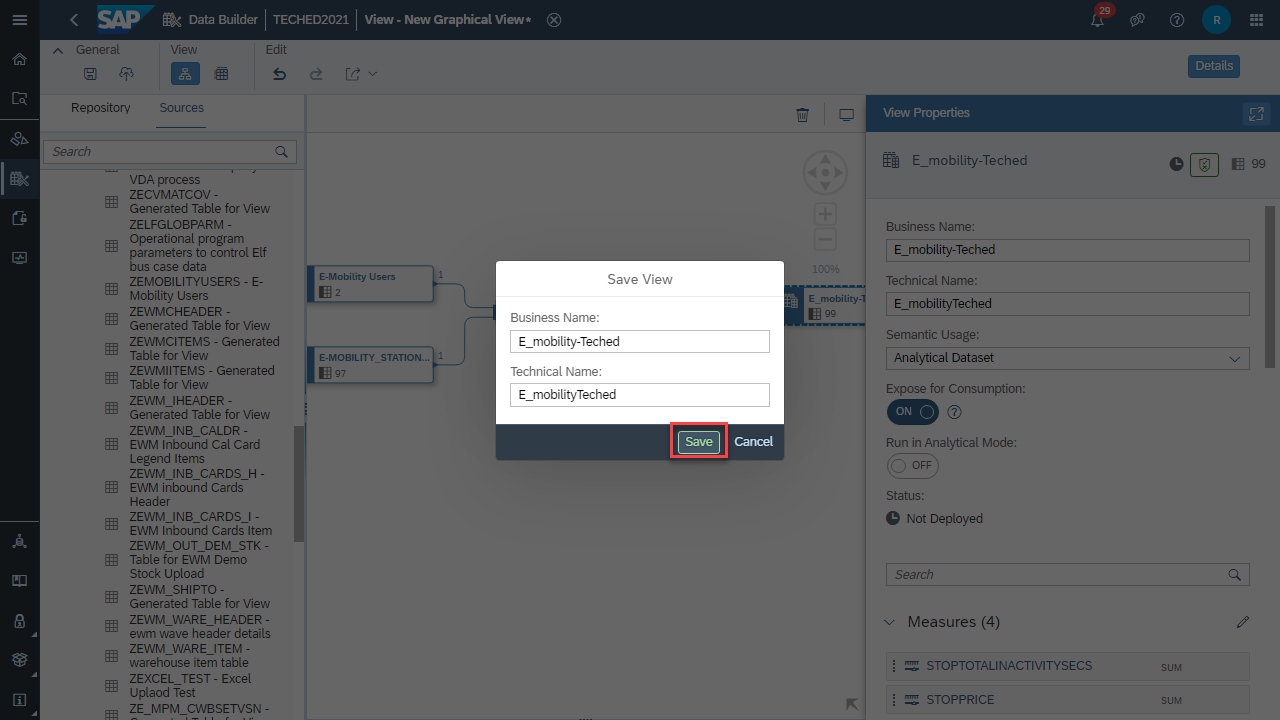 SAP
Data Builder
TECHED2021
View - New Graphical View*
29
R
General
View
Edit
Details
Repository
Sources
Search
VDA process
ZECVMATCOV -
Generated Table for View
ZELFGLOBPARM -
Operational program
parameters to control Elf
bus case data
ZEMOBILITYUSERS - E-
Mobility Users
ZEWMCHEADER -
Generated Table for View
ZEWMCITEMS - Generated
Table for View
ZEWMIITEMS - Generated
Table for View
ZEWM_IHEADER -
Generated Table for View
ZEWM_INB_CALDR -
EWM Inbound Cal Card
Legend Items
ZEWM_INB_CARDS_H -
EWM inbound Cards
Header
ZEWM_INB_CARDS_I -
EWM Inbound Cards Item
ZEWM_OUT_DEM_STK -
Table for EWM Demo
Stock Upload
ZEWM_SHIPTO -
Generated Table for View
ZEWM_WARE_HEADER -
ewm wave header details
ZEWM_WARE_ITEM -
warehouse item table
ZEXCEL_TEST - Excel
Uplaod Test
ZE_MPM_CWBSETVSN -
E-Mobility Users
2
1
E-MOBILITY_STATION...
97
1
100%
E_mobility-T
99
Save View
Business Name:
E_mobility-Teched
Technical Name:
E_mobilityTeched
Save
Cancel
View Properties
E_mobility-Teched
99
Business Name:
E_mobility-Teched
Technical Name:
E_mobilityTeched
Semantic Usage:
Analytical Dataset
Expose for Consumption:
ON
Run in Analytical Mode:
OFF
Status:
Not Deployed
Search
Measures (4)
STOPTOTALINACTIVITYSECS
SUM
STOPPRICE
SUM